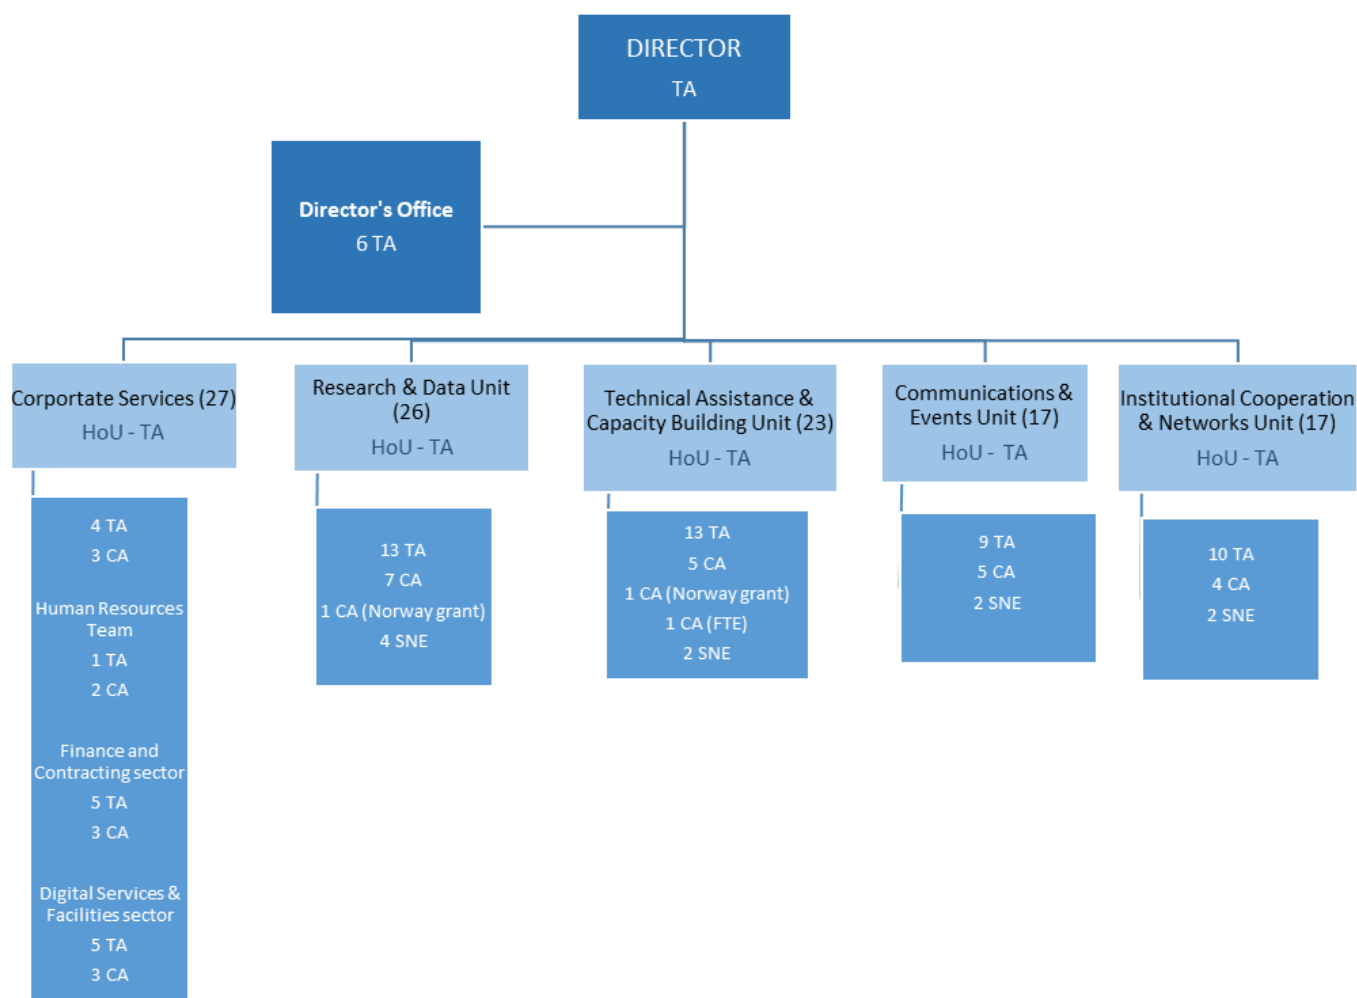 DIRECTOR
TA
Director's Office
6 TA
Corportate Services (27)
HoU - TA
4 TA
3 CA
Human Resources
Team
1 TA
2 CA
Finance and
Contracting sector
5 TA
3 CA
Digital Services &
Facilities sector
5 TA
3 CA
Research & Data Unit
(26)
HoU - TA
13 TA
7 CA
1 CA (Norway grant)
4 SNE
Technical Assistance &
Capacity Building Unit (23)
HoU - TA
13 TA
5 CA
1 CA (Norway grant)
1 CA (FTE)
2 SNE
Communications &
Events Unit (17)
HoU - TA
9 TA
5 CA
2 SNE
Institutional Cooperation
& Networks Unit (17)
HoU - TA
10 TA
4 CA
2 SNE